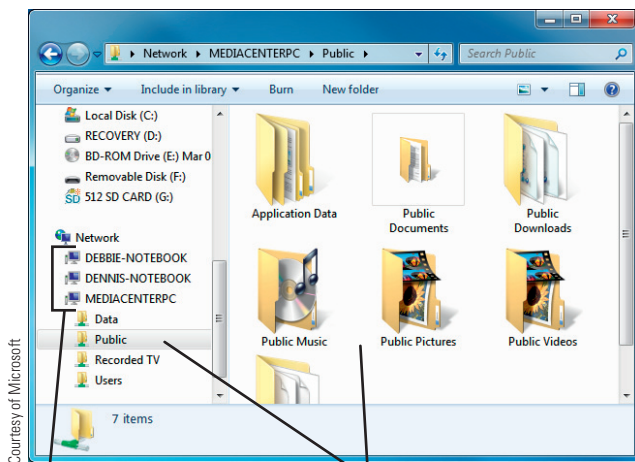 Network ▸ MEDIACENTERPC ▸ Public ▸
Search Public
Organize ▾ Include in library ▾ Burn New folder
Local Disk (C:)
RECOVERY (D:)
BD-ROM Drive (E:) Mar 0
Removable Disk (F:)
SD 512 SD CARD (G:)
Network
DEBBIE-NOTEBOOK
DENNIS-NOTEBOOK
MEDIACENTERPC
Data
Public
Recorded TV
Users
Application Data
Public
Documents
Public
Downloads
Public Music
Public Pictures
Public Videos
7 items
Courtesy of Microsoft